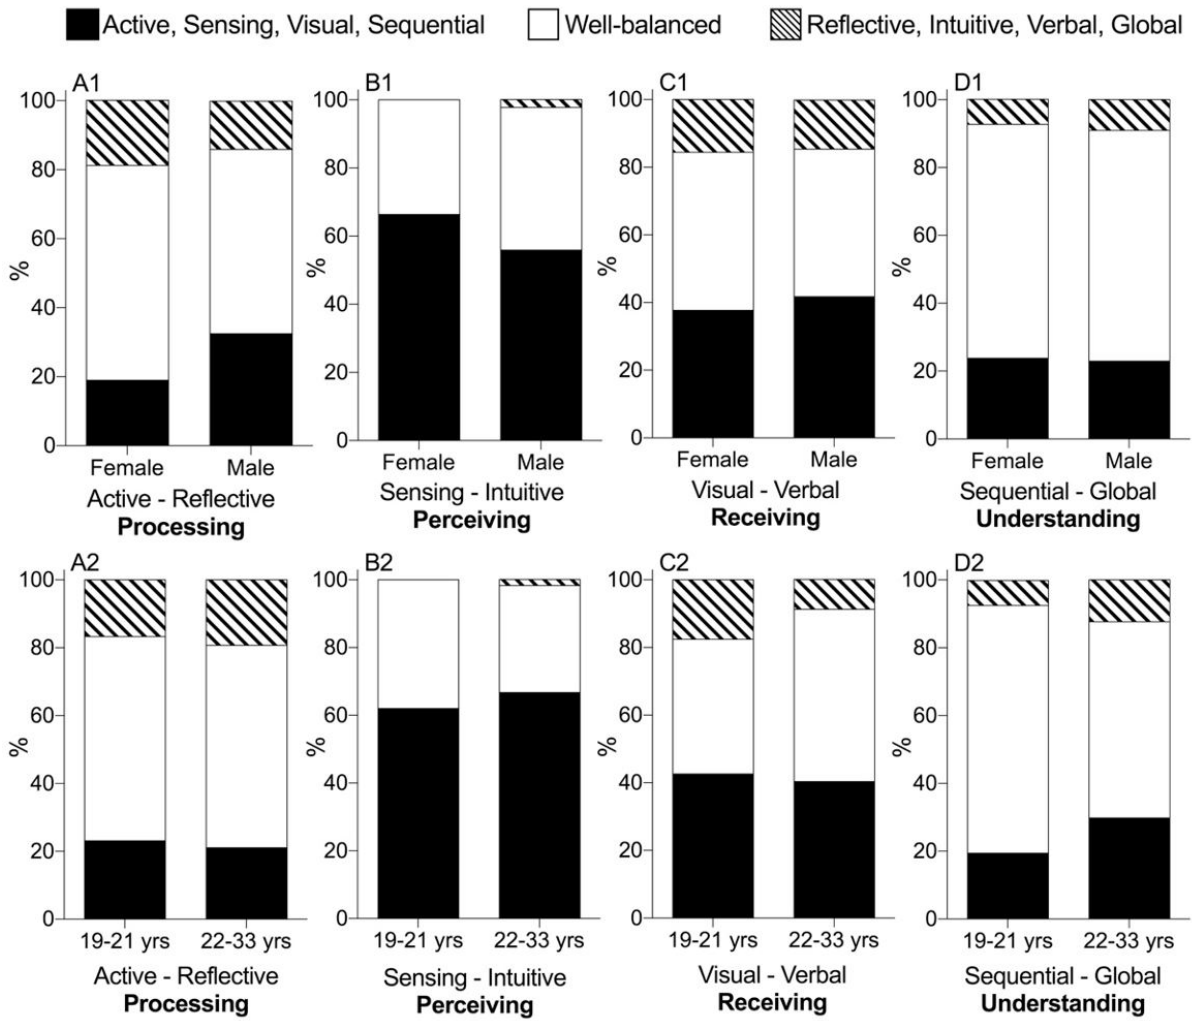 Active, Sensing, Visual, Sequential Well-balanced Reflective, Intuitive, Verbal, Global
A1
100
80
60
40
20
0
%
Female Male
Active - Reflective
Processing
B1
100
80
60
40
20
0
%
Female Male
Sensing - Intuitive
Perceiving
C1
100
80
60
40
20
0
%
Female Male
Visual - Verbal
Receiving
D1
100
80
60
40
20
0
%
Female Male
Sequential - Global
Understanding
A2
100
80
60
40
20
0
%
19-21 yrs 22-33 yrs
Active - Reflective
Processing
B2
100
80
60
40
20
0
%
19-21 yrs 22-33 yrs
Sensing - Intuitive
Perceiving
C2
100
80
60
40
20
0
%
19-21 yrs 22-33 yrs
Visual - Verbal
Receiving
D2
100
80
60
40
20
0
%
19-21 yrs 22-33 yrs
Sequential - Global
Understanding